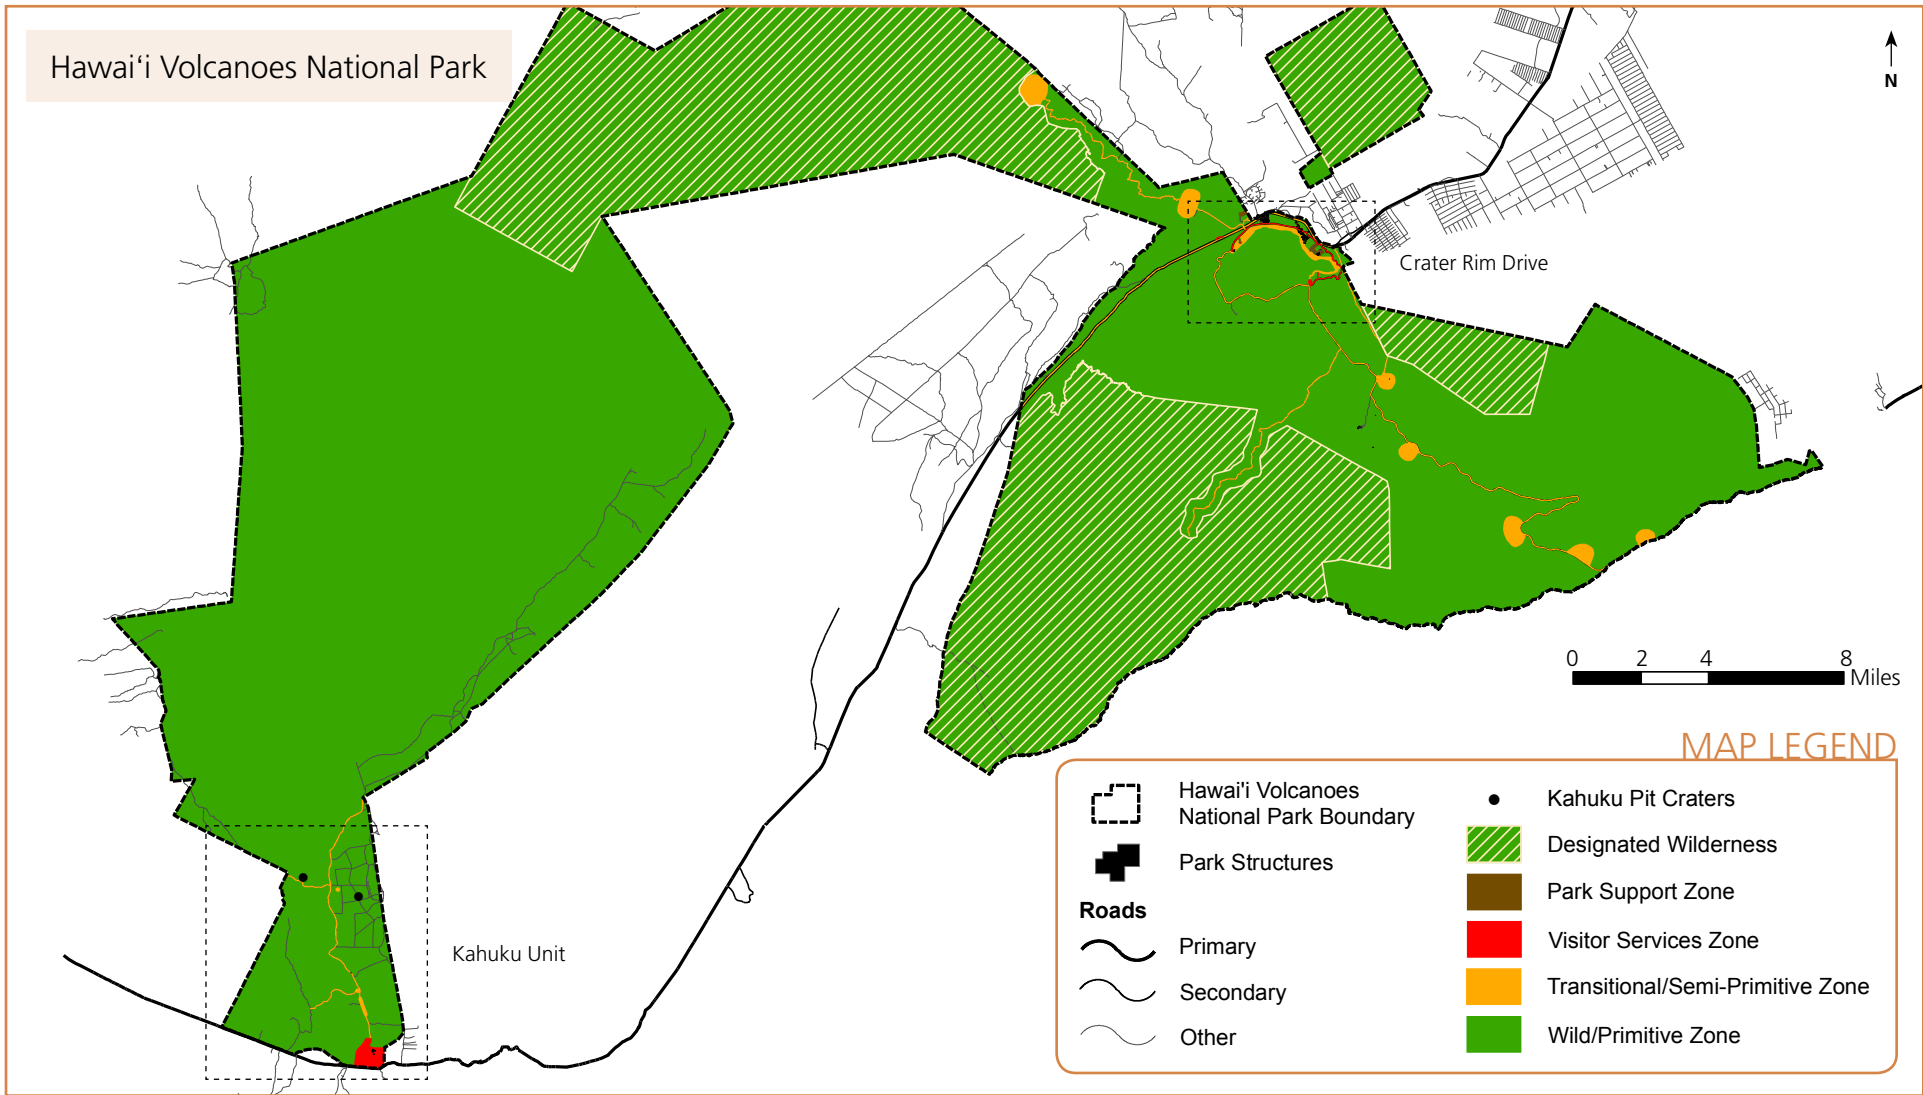 Hawai‘i Volcanoes National Park
N
Crater Rim Drive
0 2 4 8
Miles
Kahuku Unit
MAP LEGEND
Hawai'i Volcanoes
National Park Boundary
Park Structures
Roads
Primary
Secondary
Other
Kahuku Pit Craters
Designated Wilderness
Park Support Zone
Visitor Services Zone
Transitional/Semi-Primitive Zone
Wild/Primitive Zone